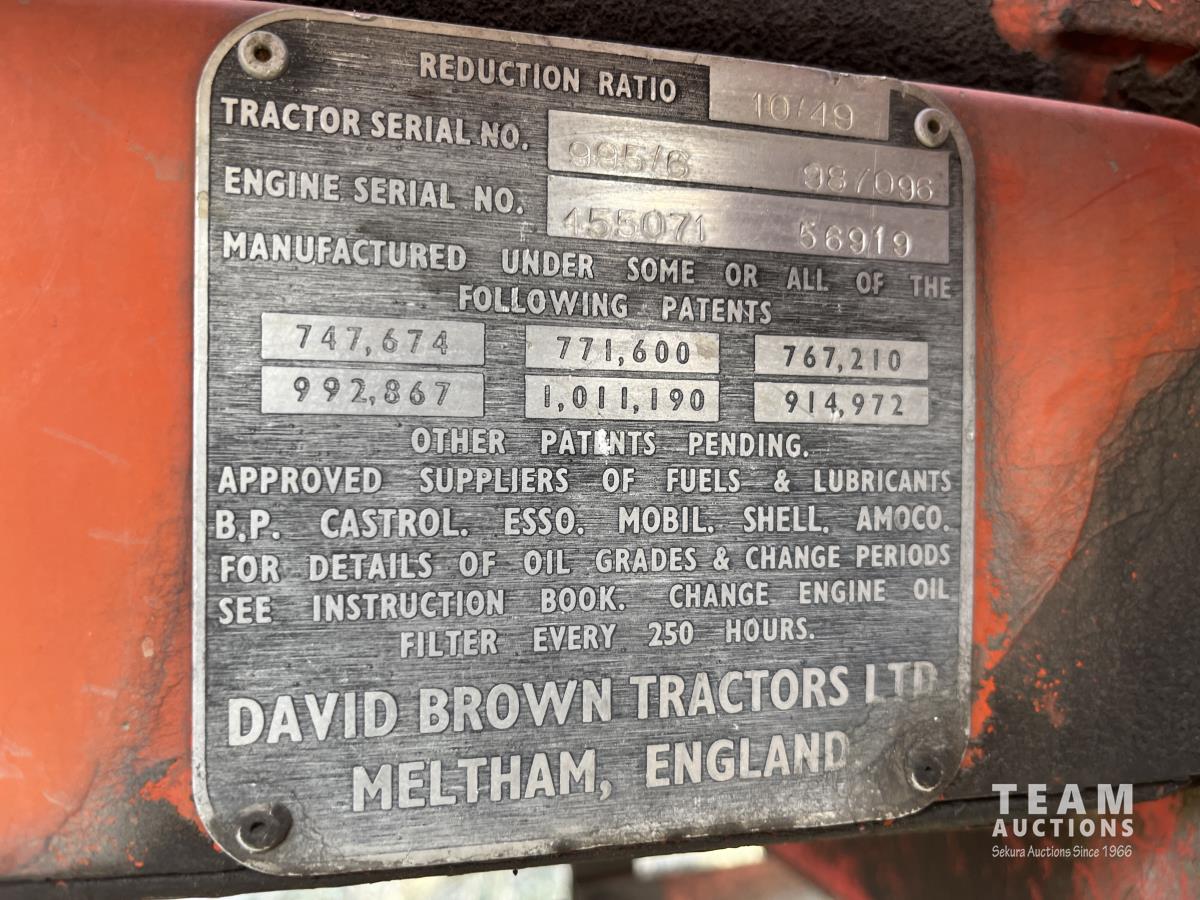 REDUCTION RATIO 10/49
TRACTOR SERIAL NO. 995/6 987096
ENGINE SERIAL NO. 455071 56919
MANUFACTURED UNDER SOME OR ALL OF THE
FOLLOWING PATENTS
747,674 771,600 767,210
992,867 1,011,190 914,972
OTHER PATENTS PENDING.
APPROVED SUPPLIERS OF FUELS & LUBRICANTS
B.P. CASTROL. ESSO. MOBIL. SHELL. AMOCO.
FOR DETAILS OF OIL GRADES & CHANGE PERIODS
SEE INSTRUCTION BOOK. CHANGE ENGINE OIL
FILTER EVERY 250 HOURS.
DAVID BROWN TRACTORS LTD
MELTHAM, ENGLAND
TEAM
AUCTIONS
Sekura Auctions Since 1966